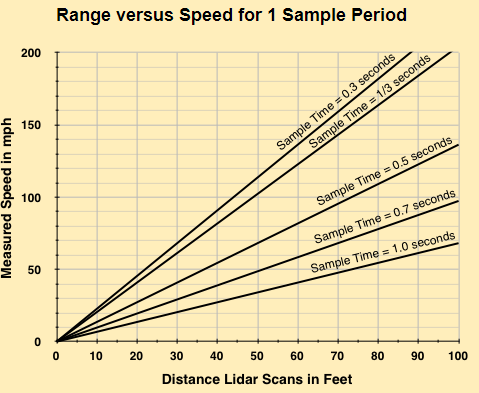 Range versus Speed for 1 Sample Period
200
150
100
50
0
Measured Speed in mph
Sample Time = 0.3 seconds
Sample Time = 1/3 seconds
Sample Time = 0.5 seconds
Sample Time = 0.7 seconds
Sample Time = 1.0 seconds
0 10 20 30 40 50 60 70 80 90 100
Distance Lidar Scans in Feet